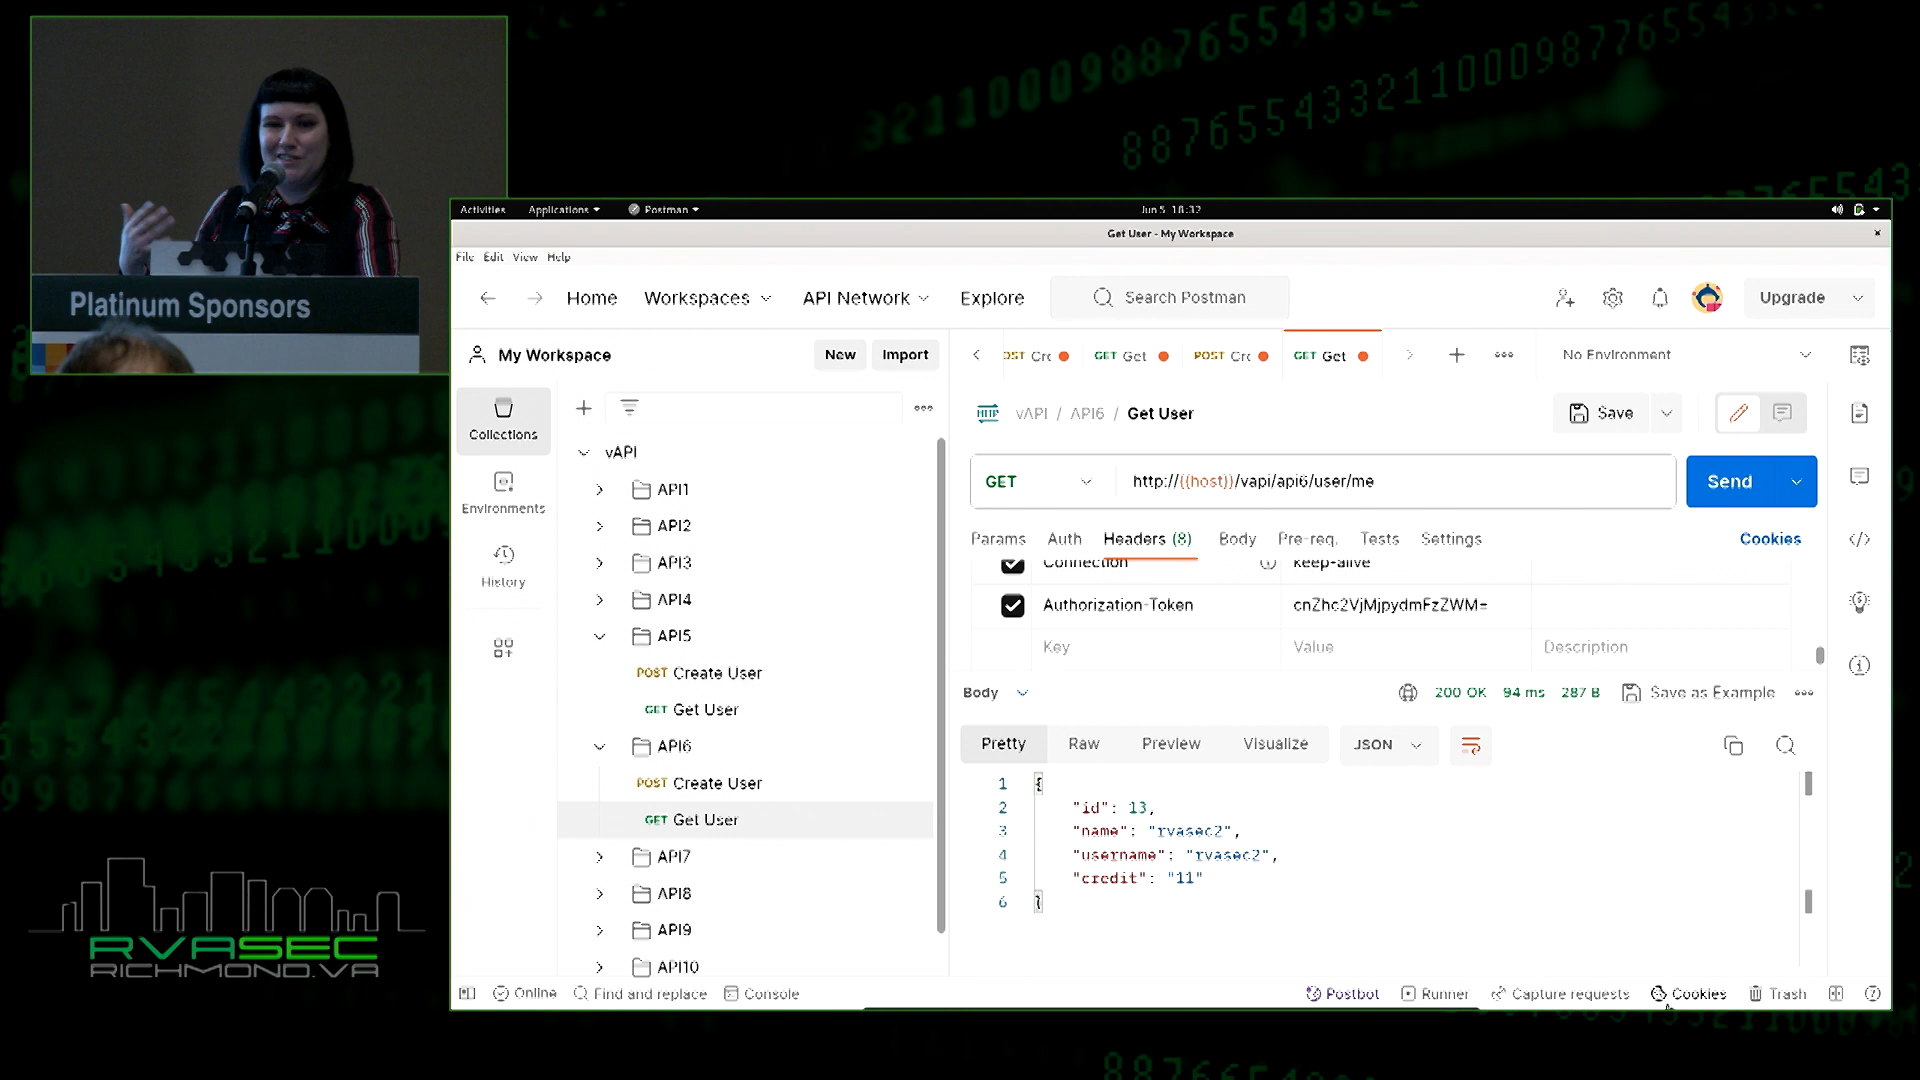 Platinum Sponsors
RVASEC
RICHMOND.VA
Activities Applications Postman Jun 5 18:32
Get User - My Workspace
File Edit View Help
Home Workspaces API Network Explore Search Postman Upgrade
My Workspace New Import
OST Crc GET Get POST Crc GET Get No Environment
Collections
Environments
History
vAPI
API1
API2
API3
API4
API5
POST Create User
GET Get User
API6
POST Create User
GET Get User
API7
API8
API9
API10
HTTP vAPI / API6 / Get User Save
GET http://{{host}}/vapi/api6/user/me Send
Params Auth Headers (8) Body Pre-req. Tests Settings Cookies
Connection keep-alive
Authorization-Token cnZhc2VjMjpydmFzZWM=
Key Value Description
Body 200 OK 94 ms 287 B Save as Example
Pretty Raw Preview Visualize JSON
1 {
2 "id": 13,
3 "name": "rvasec2",
4 "username": "rvasec2",
5 "credit": "11"
6 }
Online Find and replace Console Postbot Runner Capture requests Cookies Trash